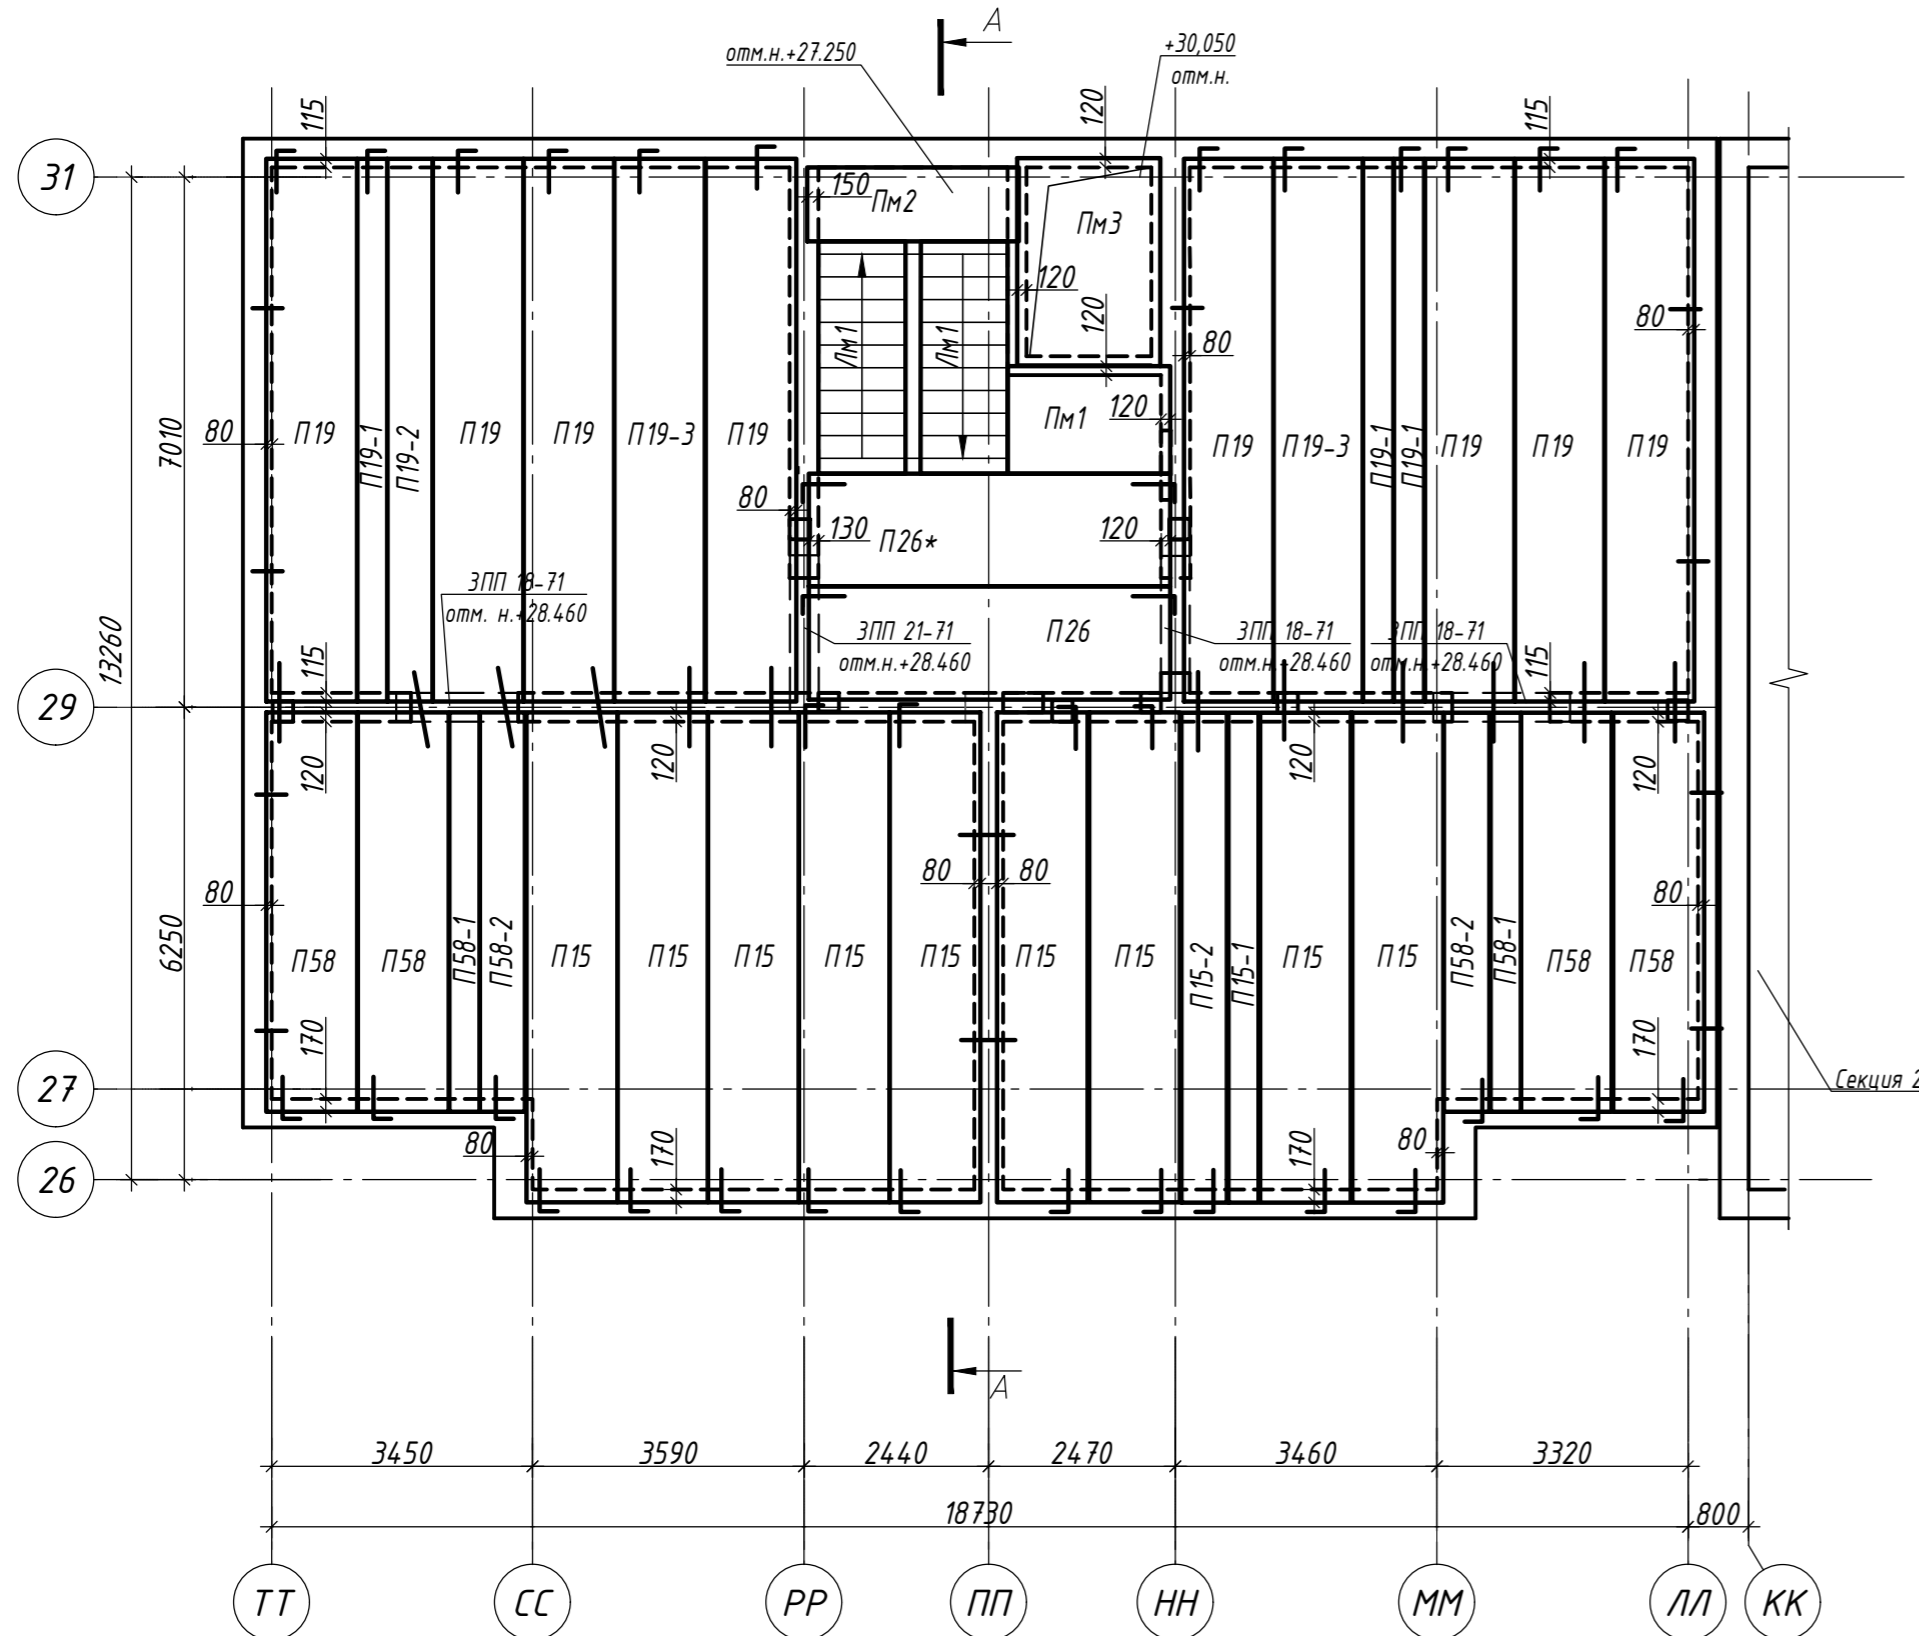 А
отм.н.+27.250
+30,050
отм.н.
115
120
115
31
150
Пм2
Пм3
120
120
80
80
Лм1
Лм1
7010
80
П19
П19-1
П19-2
П19
П19
П19-3
П19
Пм1
120
П19
П19-3
П19-1
П19-1
П19
П19
П19
80
130
П26*
120
3ПП 18-71
отм. н.+28.460
13260
3ПП 21-71
отм.н.+28.460
П26
3ПП 18-71
отм.н.+28.460
3ПП 18-71
отм.н.+28.460
115
115
29
120
120
120
120
80
80
80
80
6250
П58
П58
П58-1
П58-2
П15
П15
П15
П15
П15
П15
П15
П15-2
П15-1
П15
П15
П58-2
П58-1
П58
П58
170
170
27
Секция 2
80
170
170
80
26
А
3450
3590
2440
2470
3460
3320
18730
800
ТТ
СС
РР
ПП
НН
ММ
ЛЛ
КК